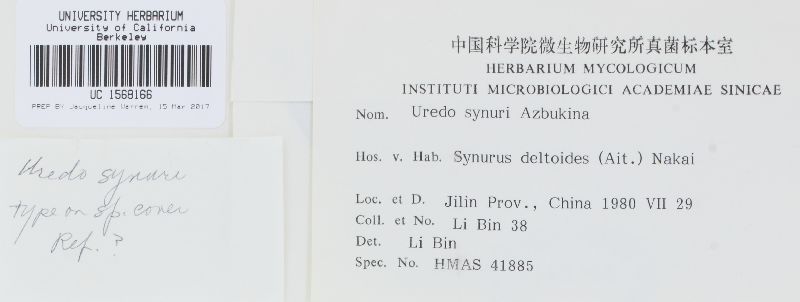 UNIVERSITY HERBARIUM
University of California
Berkeley
UC 1568166
PREP BY Jacqueline Warren, 15 Mar 2017
Uredo synuri
type on sp. cover
Ref. ?
中国科学院微生物研究所真菌标本室
HERBARIUM MYCOLOGICUM
INSTITUTI MICROBIOLOGICI ACADEMIAE SINICAE
Nom. Uredo synuri Azbukina
Hos. v. Hab. Synurus deltoides (Ait.) Nakai
Loc. et D. Jilin Prov., China 1980 VII 29
Coll. et No. Li Bin 38
Det. Li Bin
Spec. No. HMAS 41885